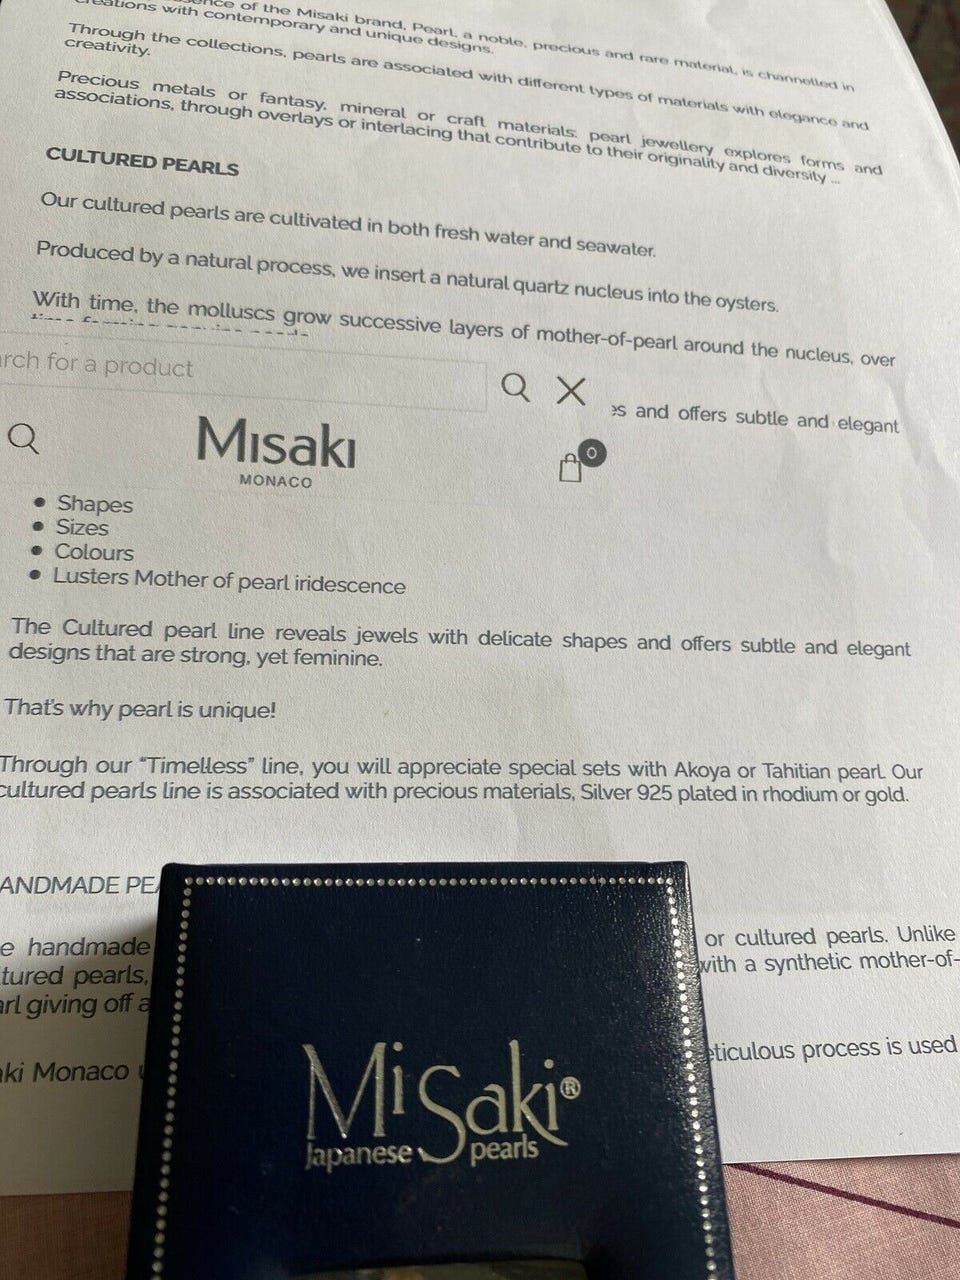 ence of the Misaki brand, Pearl, a noble, precious and rare material, is channelled in
creations with contemporary and unique designs.
Through the collections, pearls are associated with different types of materials with elegance and
creativity.
Precious metals or fantasy, mineral or craft materials: pearl jewellery explores forms and
associations, through overlays or interlacing that contribute to their originality and diversity ...
CULTURED PEARLS
Our cultured pearls are cultivated in both fresh water and seawater.
Produced by a natural process, we insert a natural quartz nucleus into the oysters.
With time, the molluscs grow successive layers of mother-of-pearl around the nucleus, over
rch for a product
es and offers subtle and elegant
Misaki
0
MONACO
• Shapes
• Sizes
• Colours
• Lusters Mother of pearl iridescence
The Cultured pearl line reveals jewels with delicate shapes and offers subtle and elegant
designs that are strong, yet feminine.
That's why pearl is unique!
Through our "Timelless" line, you will appreciate special sets with Akoya or Tahitian pearl. Our
cultured pearls line is associated with precious materials, Silver 925 plated in rhodium or gold.
ANDMADE PEA
e handmade or cultured pearls. Unlike
tured pearls, with a synthetic mother-of-
arl giving off a
aki Monaco eticulous process is used
MiSaki®
Japanese pearls